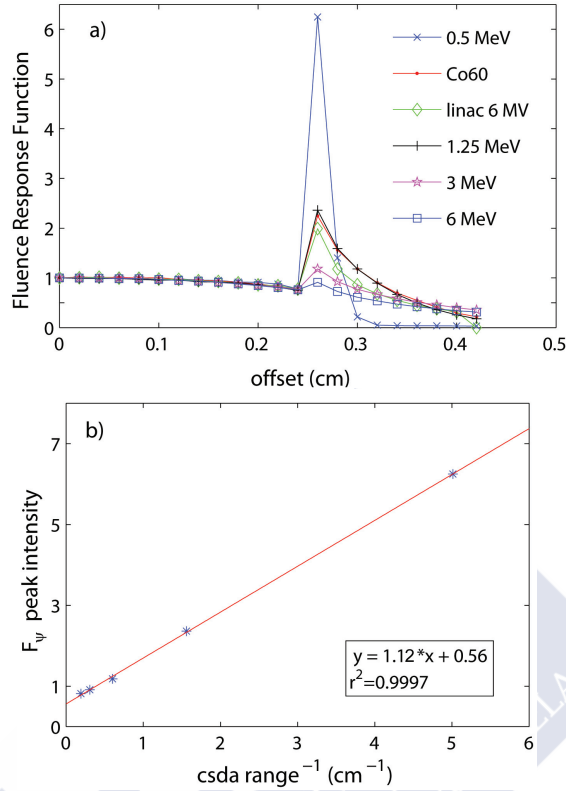 a)
0.5 MeV
Co60
linac 6 MV
1.25 MeV
3 MeV
6 MeV
Fluence Response Function
6
5
4
3
2
1
0
0 0.1 0.2 0.3 0.4 0.5
offset (cm)
b)
F_ψ peak intensity
7
5
3
1
0
y = 1.12*x + 0.56
r²=0.9997
0 1 2 3 4 5 6
csda range⁻¹ (cm⁻¹)